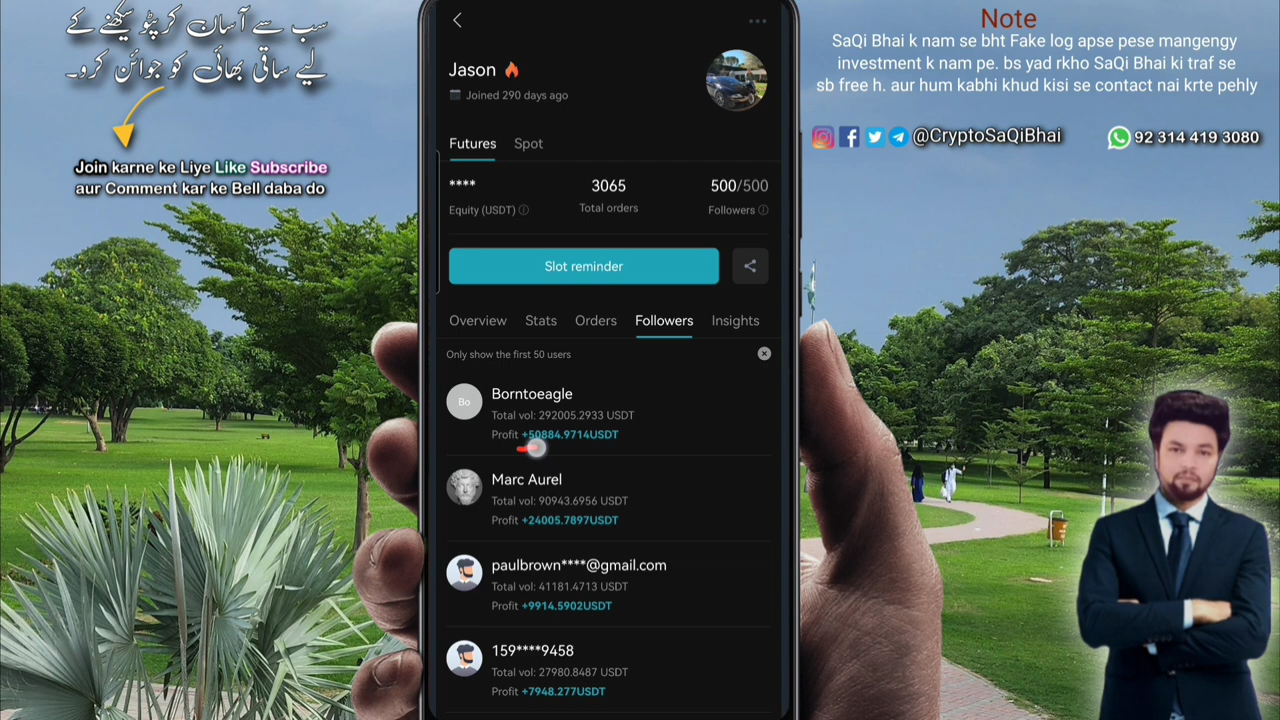 سب سے آسان کرپٹو سیکھنے کے
لیے ساقی بھائی کو جوائن کرو۔
Join karne ke Liye Like Subscribe
aur Comment kar ke Bell daba do
Jason
Joined 290 days ago
Futures Spot
**** 3065 500/500
Equity (USDT) Total orders Followers
Slot reminder
Overview Stats Orders Followers Insights
Only show the first 50 users
Bo
Borntoeagle
Total vol: 292005.2933 USDT
Profit +50884.9714USDT
Marc Aurel
Total vol: 90943.6956 USDT
Profit +24005.7897USDT
paulbrown****@gmail.com
Total vol: 41181.4713 USDT
Profit +9914.5902USDT
159****9458
Total vol: 27980.8487 USDT
Profit +7948.277USDT
Note
SaQi Bhai k nam se bht Fake log apse pese mangengy
investment k nam pe. bs yad rkho SaQi Bhai ki traf se
sb free h. aur hum kabhi khud kisi se contact nai krte pehly
@CryptoSaQiBhai 92 314 419 3080